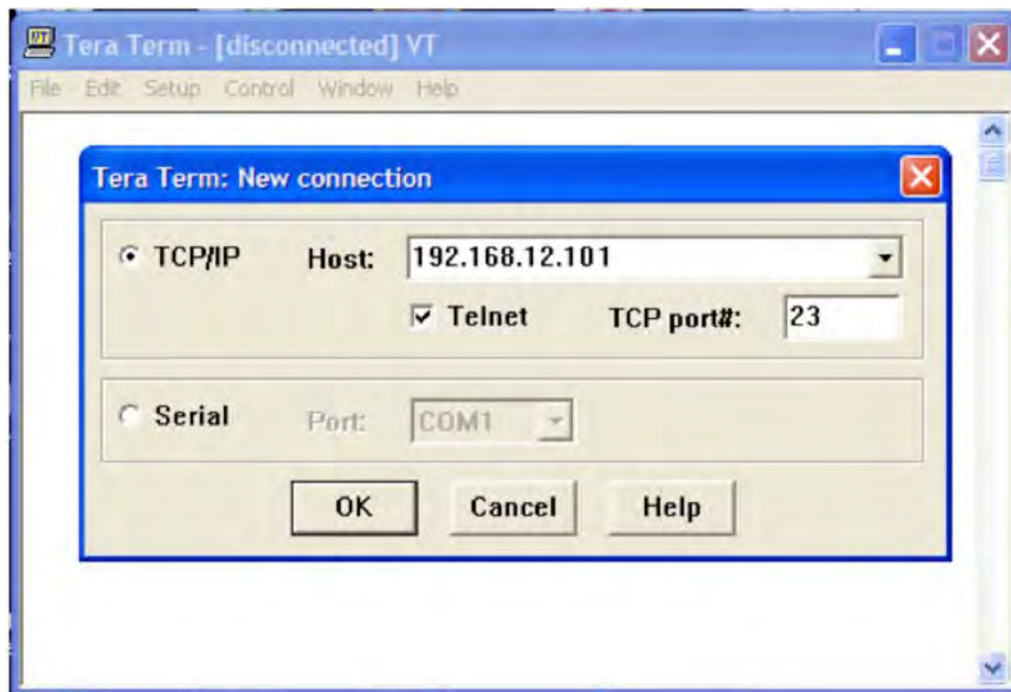 Tera Term - [disconnected] VT
File Edit Setup Control Window Help
Tera Term: New connection
TCP/IP Host: 192.168.12.101
Telnet TCP port#: 23
Serial Port: COM1
OK Cancel Help